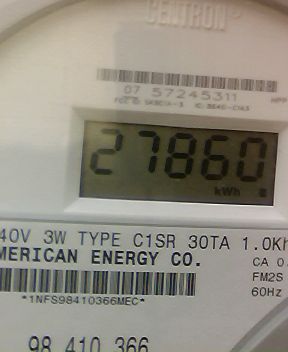 CENTRON®
07 57245311
27860
kWh
40V 3W TYPE C1SR 30TA 1.0Kh
MERICAN ENERGY CO.
CA 0.
FM2S
*1NFS98410366MEC*
60Hz
98 410 366